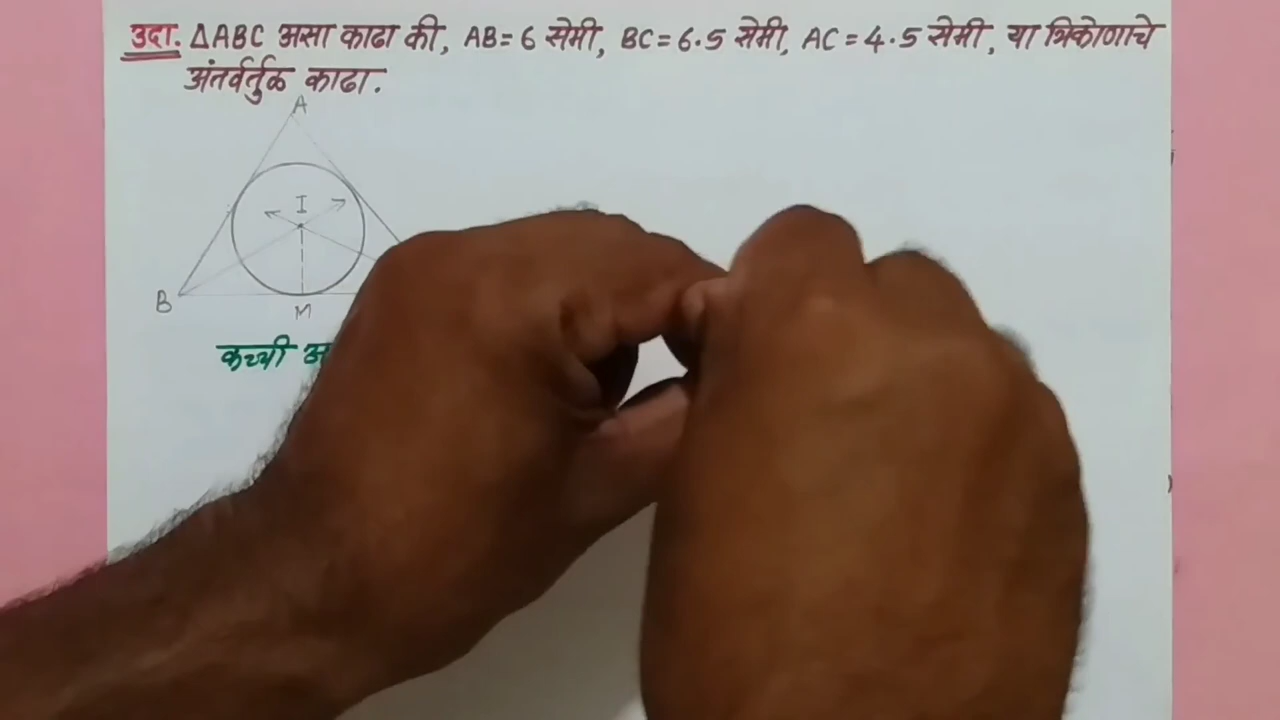 उदा. ΔABC असा काढा की, AB= 6 सेमी, BC= 6.5 सेमी, AC = 4.5 सेमी, या त्रिकोणाचे
अंतर्वर्तुळ काढा.
A
I
B
M
कच्ची